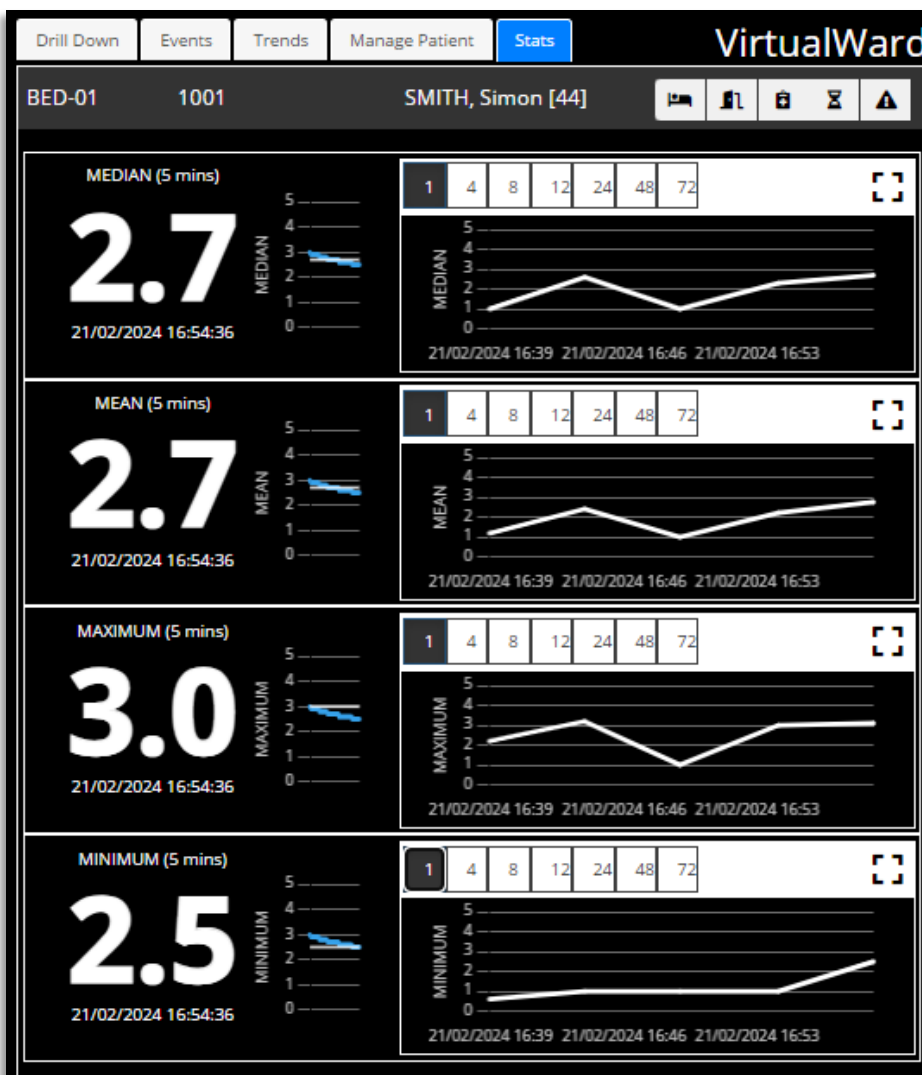 Drill Down Events Trends Manage Patient Stats VirtualWard
BED-01 1001 SMITH, Simon [44]
MEDIAN (5 mins)
2.7
21/02/2024 16:54:36
MEDIAN
5
4
3
2
1
0
1 4 8 12 24 48 72
MEDIAN
5
4
3
2
1
0
21/02/2024 16:39 21/02/2024 16:46 21/02/2024 16:53
MEAN (5 mins)
2.7
21/02/2024 16:54:36
MEAN
5
4
3
2
1
0
1 4 8 12 24 48 72
MEAN
5
4
3
2
1
0
21/02/2024 16:39 21/02/2024 16:46 21/02/2024 16:53
MAXIMUM (5 mins)
3.0
21/02/2024 16:54:36
MAXIMUM
5
4
3
2
1
0
1 4 8 12 24 48 72
MAXIMUM
5
4
3
2
1
0
21/02/2024 16:39 21/02/2024 16:46 21/02/2024 16:53
MINIMUM (5 mins)
2.5
21/02/2024 16:54:36
MINIMUM
5
4
3
2
1
0
1 4 8 12 24 48 72
MINIMUM
5
4
3
2
1
0
21/02/2024 16:39 21/02/2024 16:46 21/02/2024 16:53